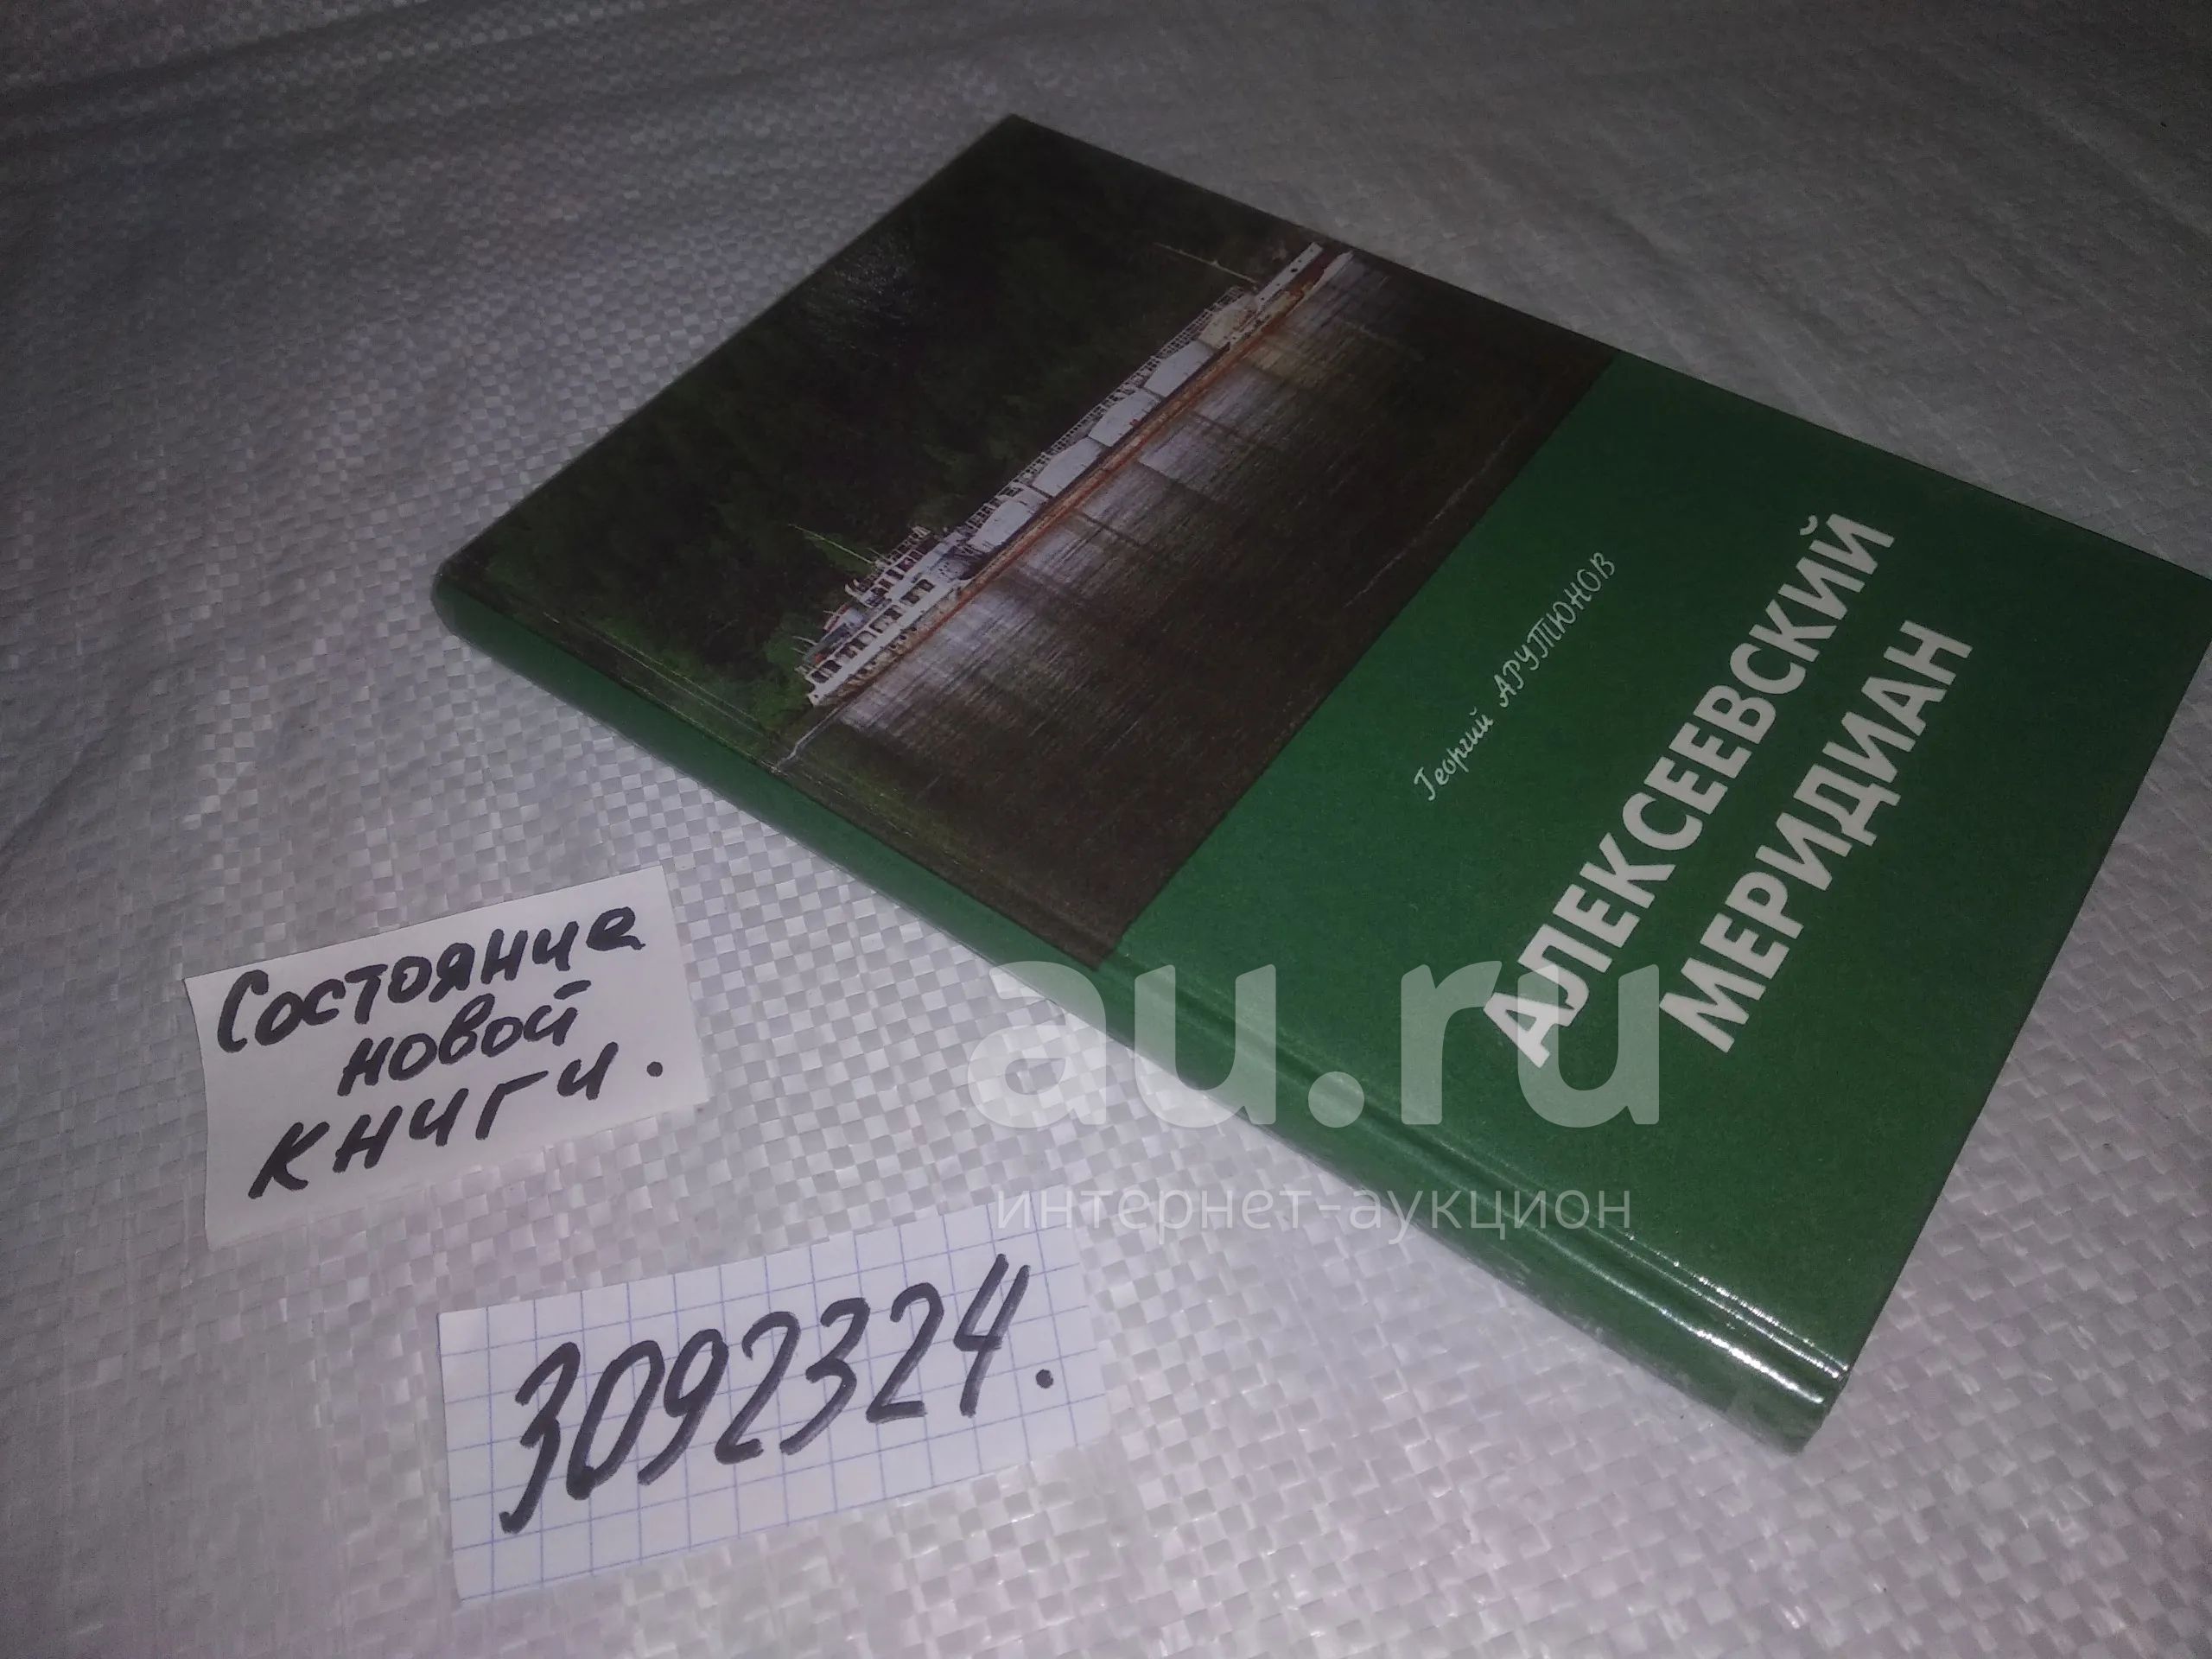 Георгий АРУТЮНОВ
АЛЕКСЕЕВСКИЙ
МЕРИДИАН
Состояние
новой
книги.
3092324.
au.ru
интернет-аукцион